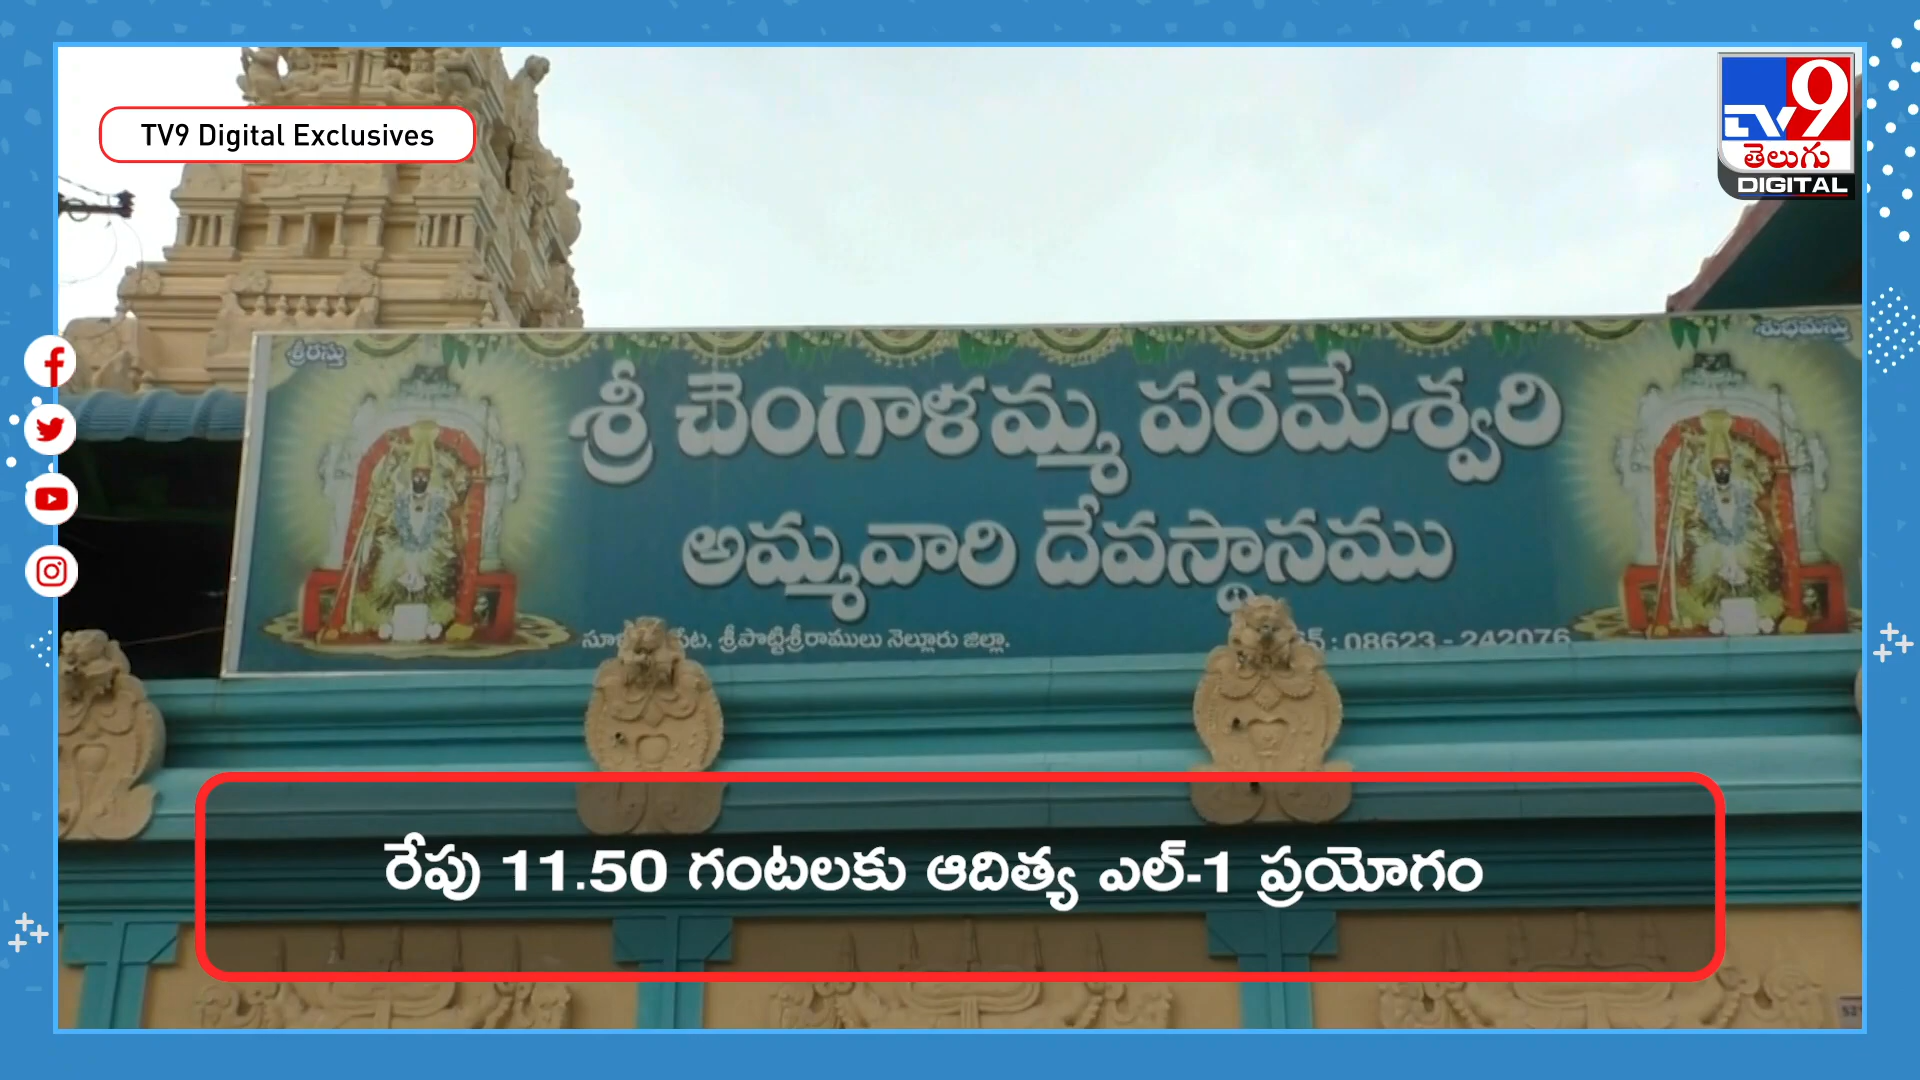 TV9 Digital Exclusives
TV9
తెలుగు
DIGITAL
శ్రీరస్తు
శుభమస్తు
శ్రీ చెంగాళమ్మ పరమేశ్వరి
అమ్మవారి దేవస్థానము
శ్రీపొట్టిశ్రీరాములు నెల్లూరు జిల్లా.
: 08623 - 242076
రేపు 11.50 గంటలకు ఆదిత్య ఎల్-1 ప్రయోగం